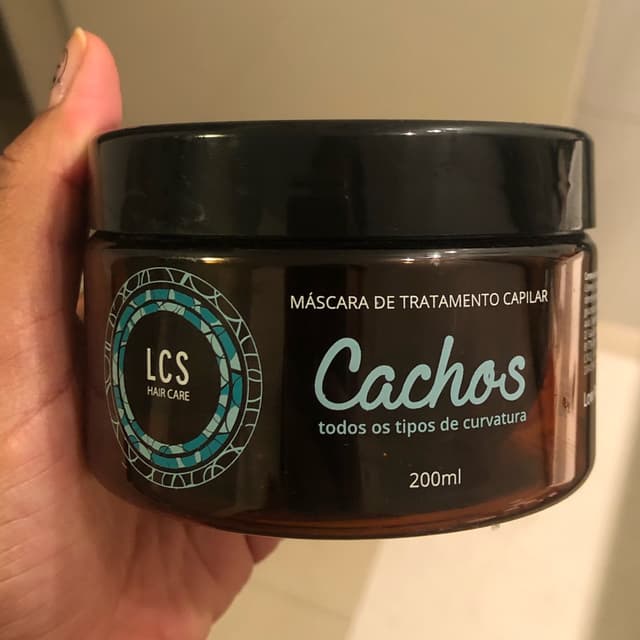 LCS
HAIR CARE
MÁSCARA DE TRATAMENTO CAPILAR
Cachos
todos os tipos de curvatura
200ml